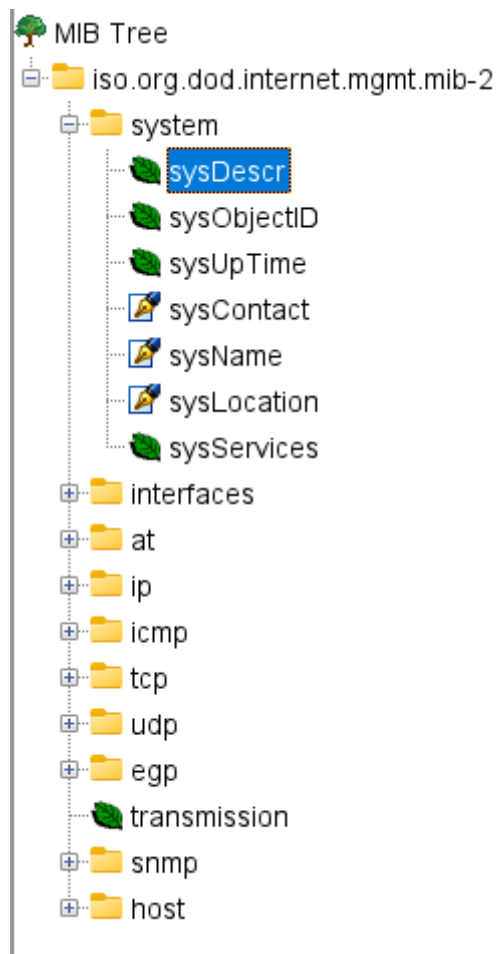 MIB Tree
iso.org.dod.internet.mgmt.mib-2
system
sysDescr
sysObjectID
sysUpTime
sysContact
sysName
sysLocation
sysServices
interfaces
at
ip
icmp
tcp
udp
egp
transmission
snmp
host